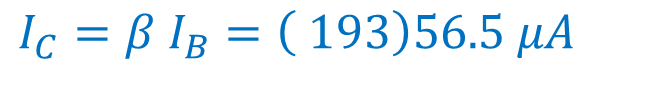 I_C = β I_B = ( 193)56.5 μA